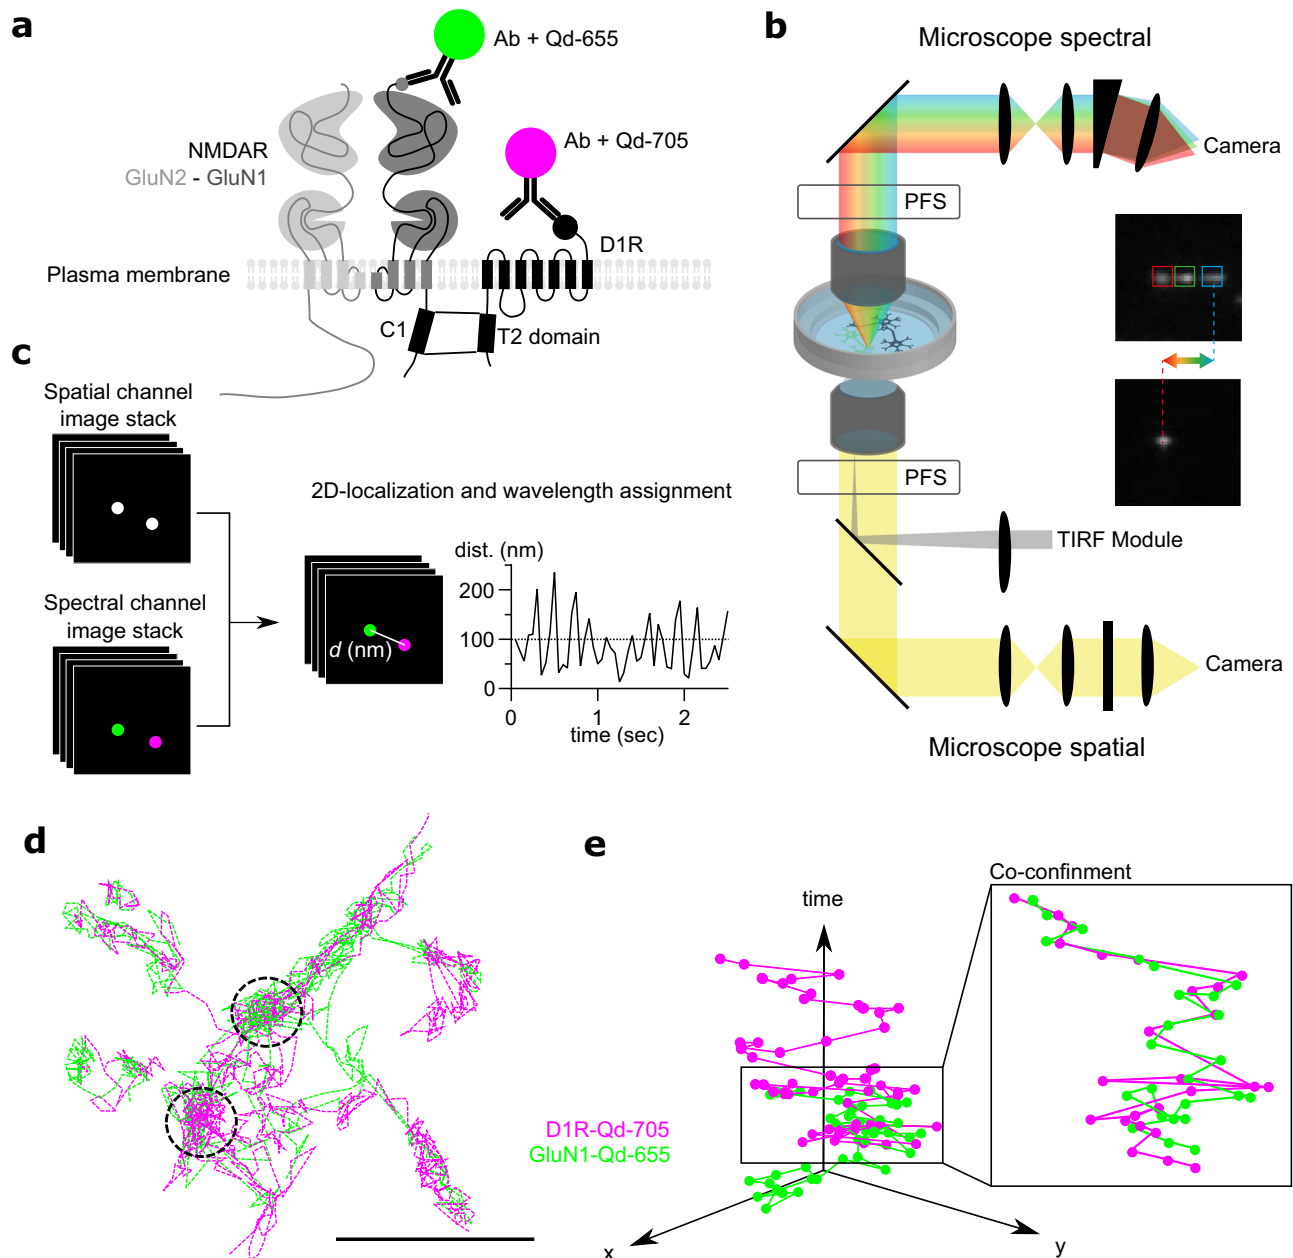 a
Ab + Qd-655
NMDAR
GluN2 - GluN1
Ab + Qd-705
D1R
Plasma membrane
C1
T2 domain
b
Microscope spectral
Camera
PFS
PFS
TIRF Module
Camera
Microscope spatial
c
Spatial channel
image stack
Spectral channel
image stack
2D-localization and wavelength assignment
d (nm)
dist. (nm)
200
100
0
0
1
2
time (sec)
d
D1R-Qd-705
GluN1-Qd-655
e
time
x
y
Co-confinment